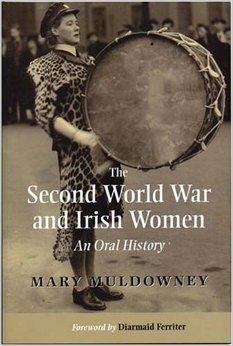 The
Second World War
and Irish Women
An Oral History
MARY MULDOWNEY
Foreword by Diarmaid Ferriter